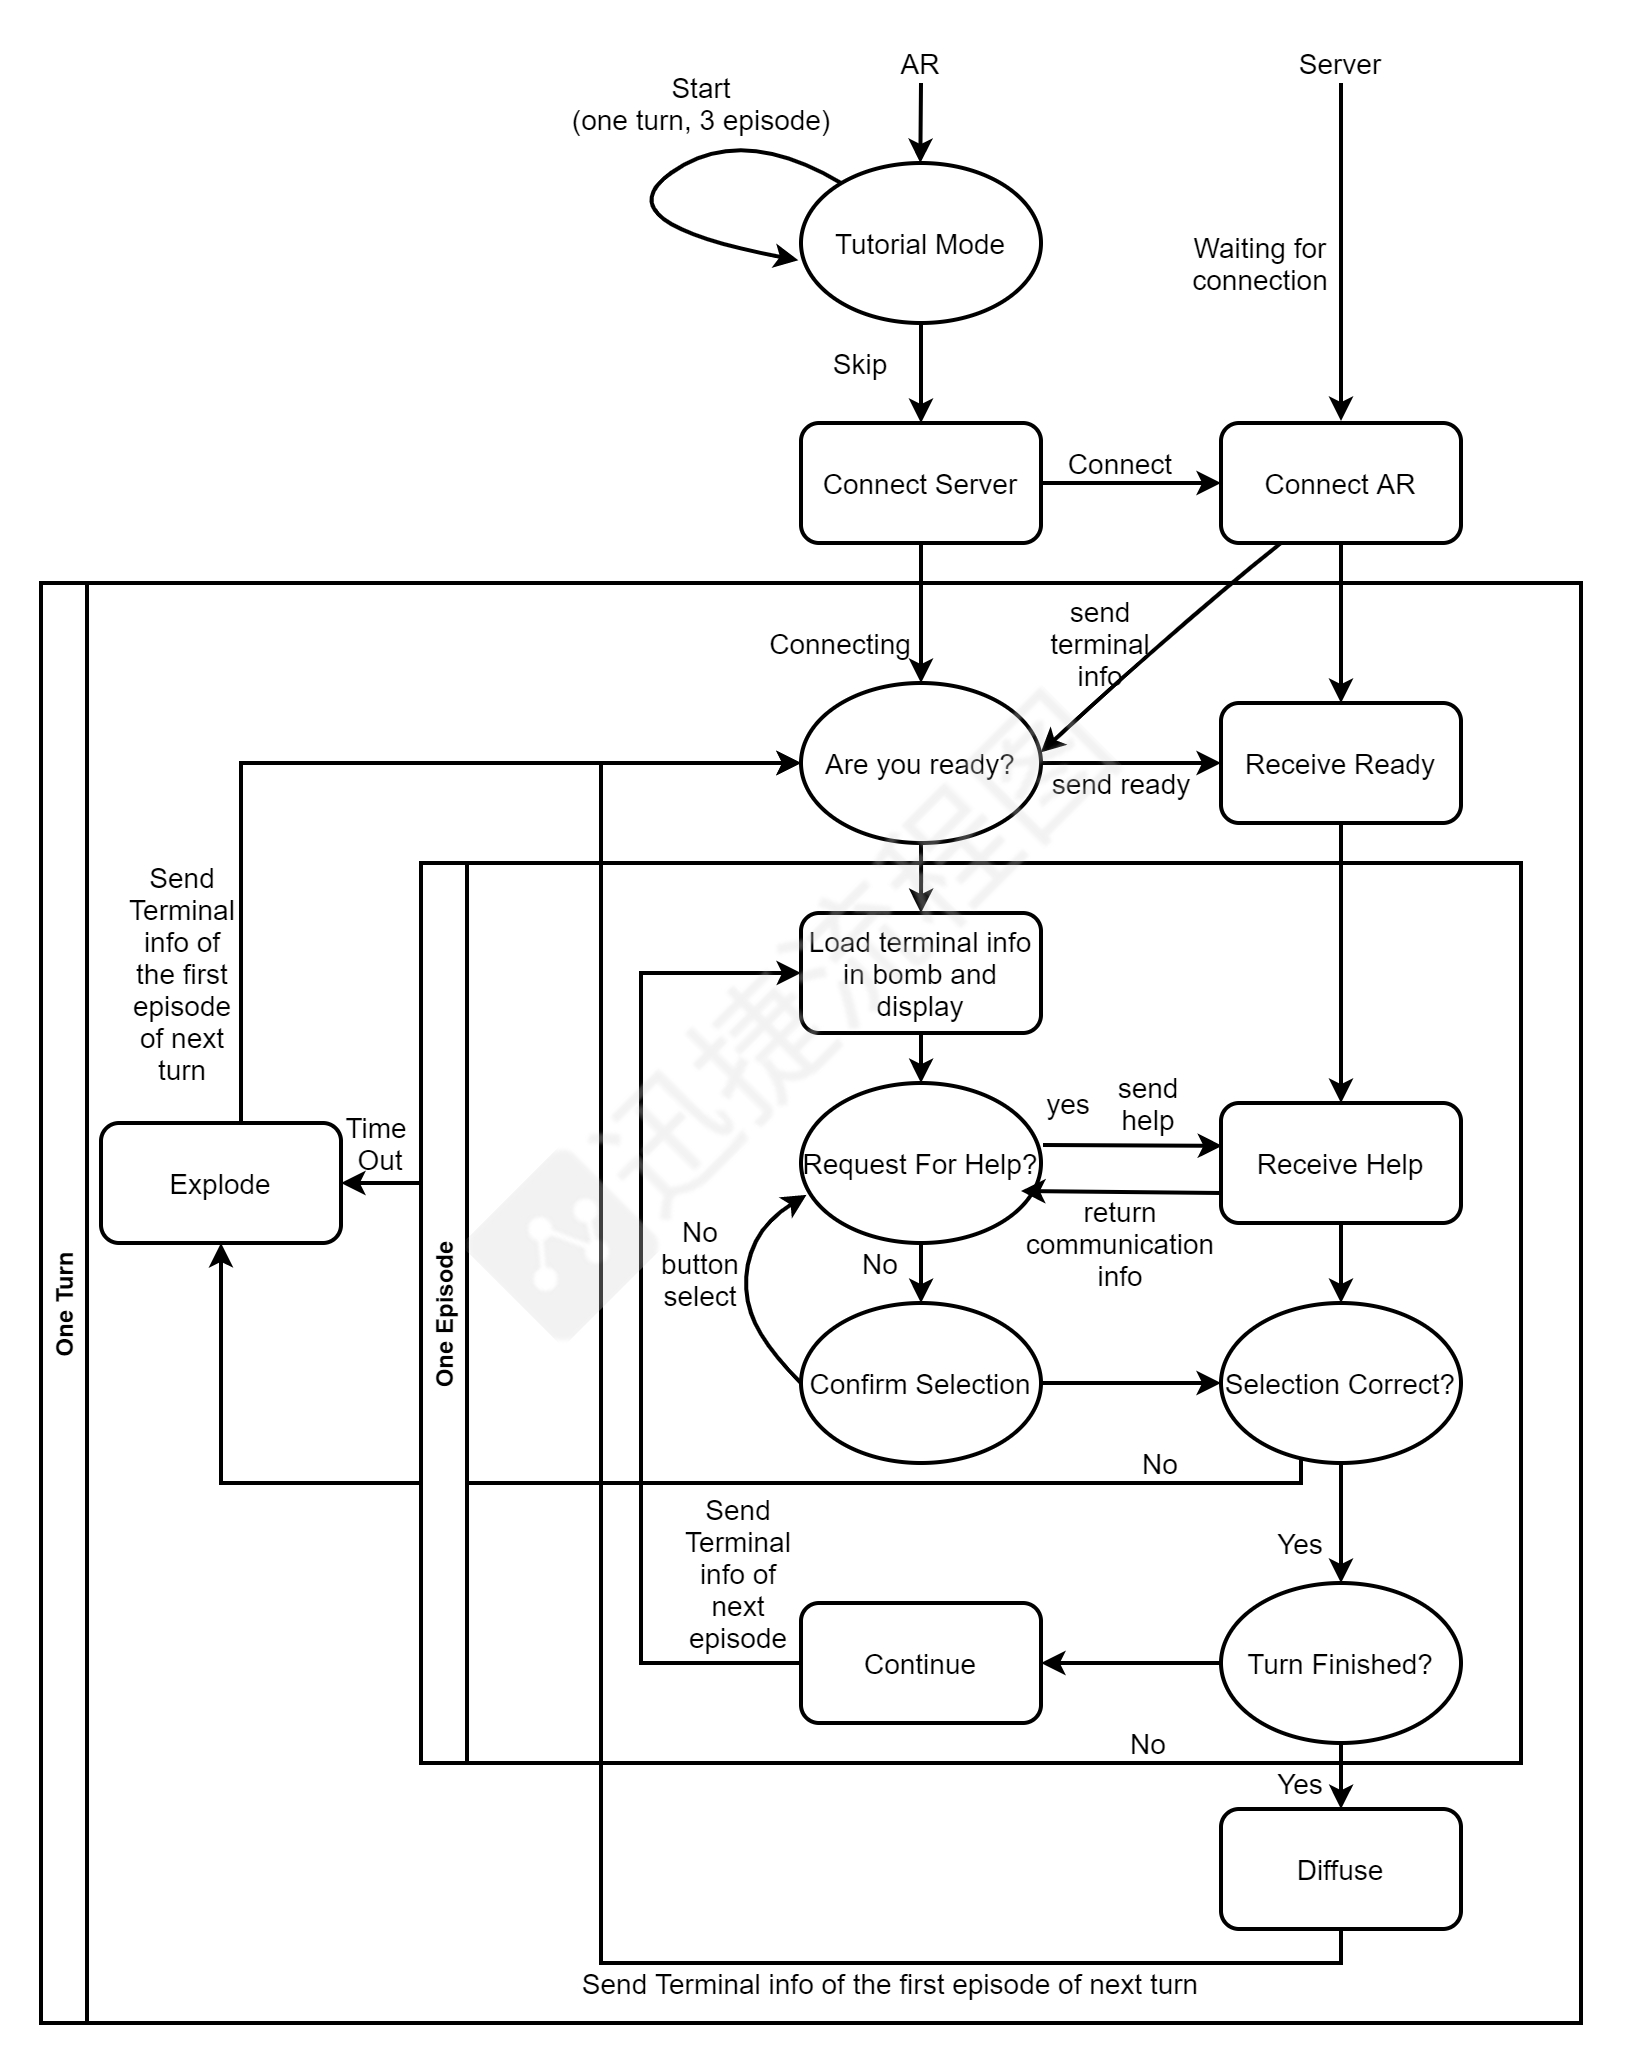 AR
Server
Start
(one turn, 3 episode)
Tutorial Mode
Waiting for
connection
Skip
Connect Server
Connect
Connect AR
Connecting
send
terminal
info
Are you ready?
send ready
Receive Ready
Send
Terminal
info of
the first
episode
of next
turn
Load terminal info
in bomb and
display
Explode
Time
Out
Request For Help?
yes
send
help
Receive Help
return
communication
info
No
button
select
No
One Turn
One Episode
Confirm Selection
Selection Correct?
No
Send
Terminal
info of
next
episode
Yes
Continue
Turn Finished?
No
Yes
Diffuse
Send Terminal info of the first episode of next turn
迅捷流程图